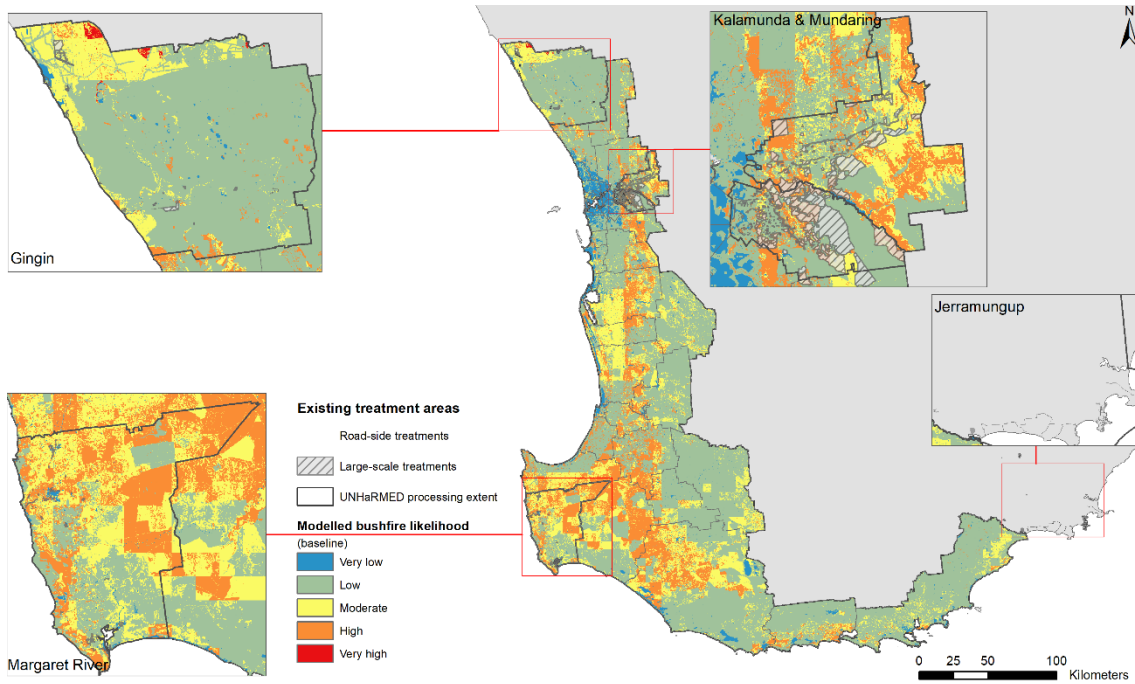 N
Kalamunda & Mundaring
Gingin
Jerramungup
Margaret River
Existing treatment areas
Road-side treatments
Large-scale treatments
UNHaRMED processing extent
Modelled bushfire likelihood
(baseline)
Very low
Low
Moderate
High
Very high
0 25 50 100
Kilometers